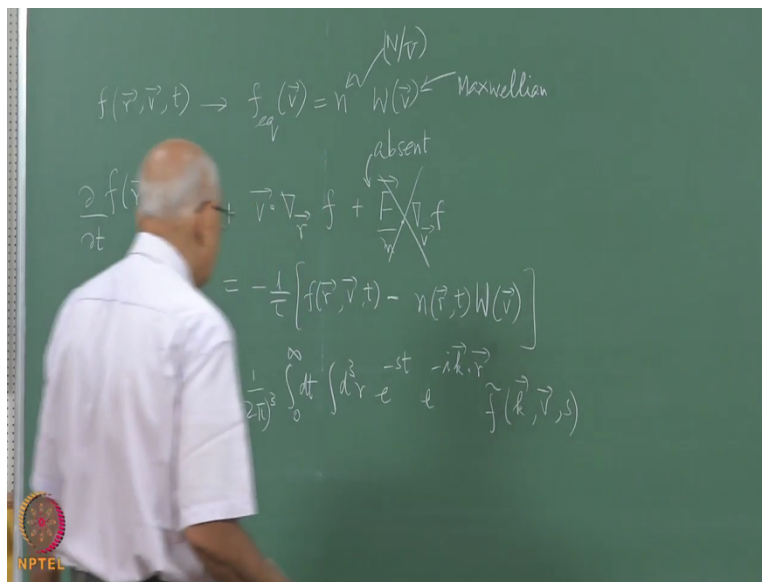 (N/V)
f(r⃗,v⃗,t) → f_eq(v⃗) = n W(v⃗) Maxwellian
absent
∂/∂t f(r⃗ + v⃗·∇_r⃗ f + F⃗/m·∇_v⃗ f
= -1/τ [f(r⃗,v⃗,t) - n(r⃗,t) W(v⃗)]
1/(2π)³ ∫₀^∞ dt ∫d³r e^{-st} e^{-ik⃗·r⃗} f̃(k⃗,v⃗,s)
NPTEL